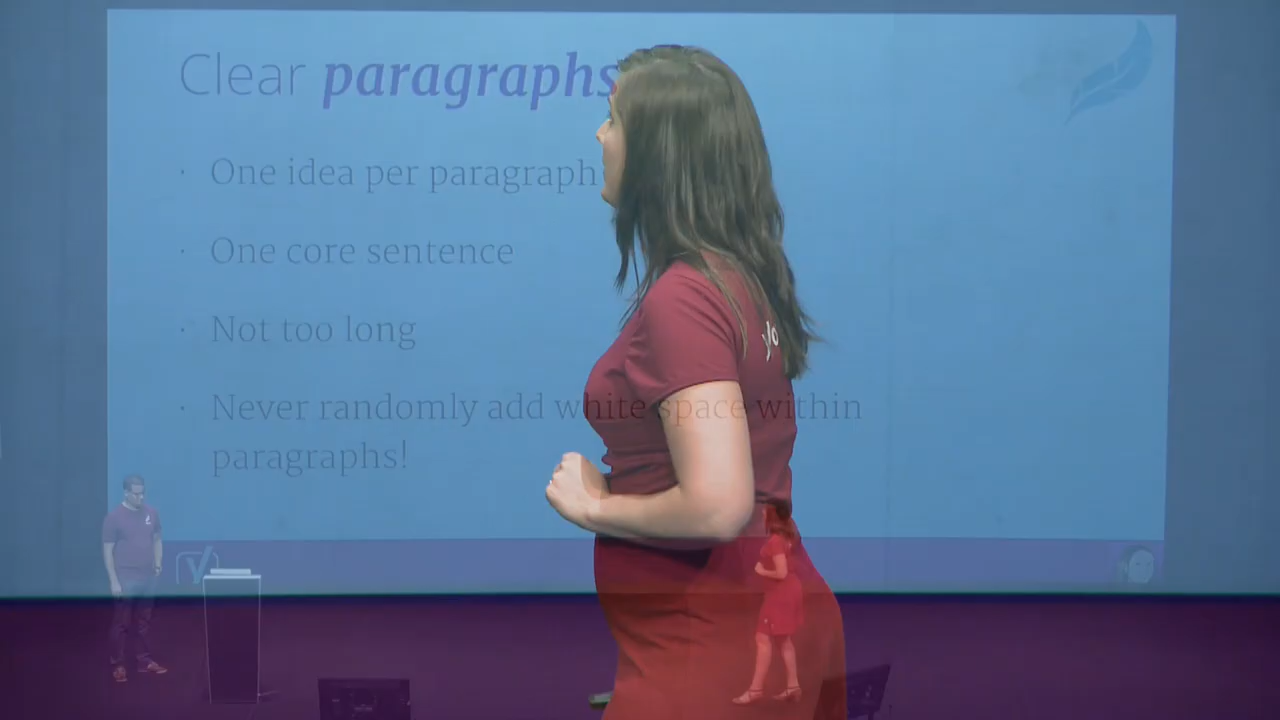 Clear paragraphs
· One idea per paragraph
· One core sentence
· Not too long
· Never randomly add white space within
paragraphs!